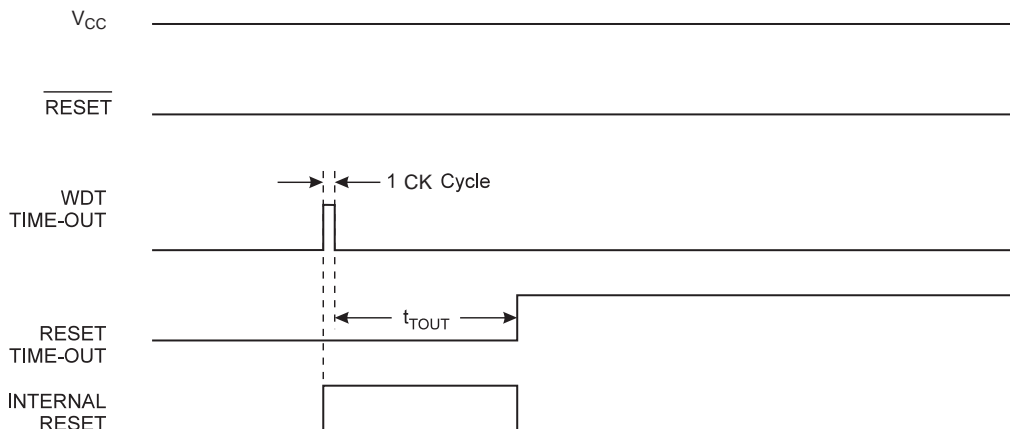 VCC
RESET
1 CK Cycle
WDT
TIME-OUT
tTOUT
RESET
TIME-OUT
INTERNAL
RESET